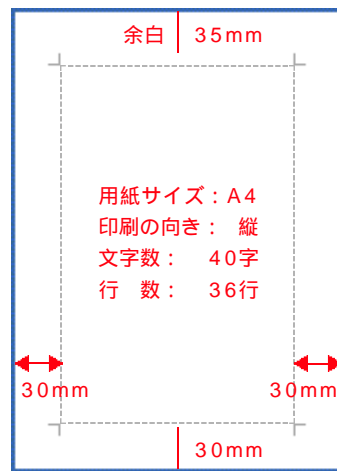 余白 35mm
用紙サイズ：A4
印刷の向き： 縦
文字数： 40字
行 数： 36行
30mm 30mm
30mm